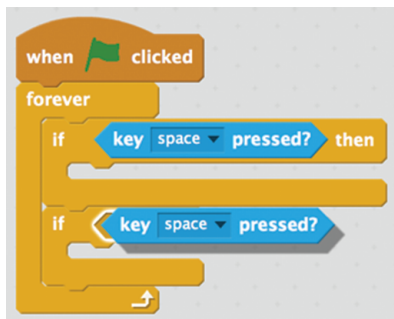 when clicked
forever
if key space pressed? then
if key space pressed?